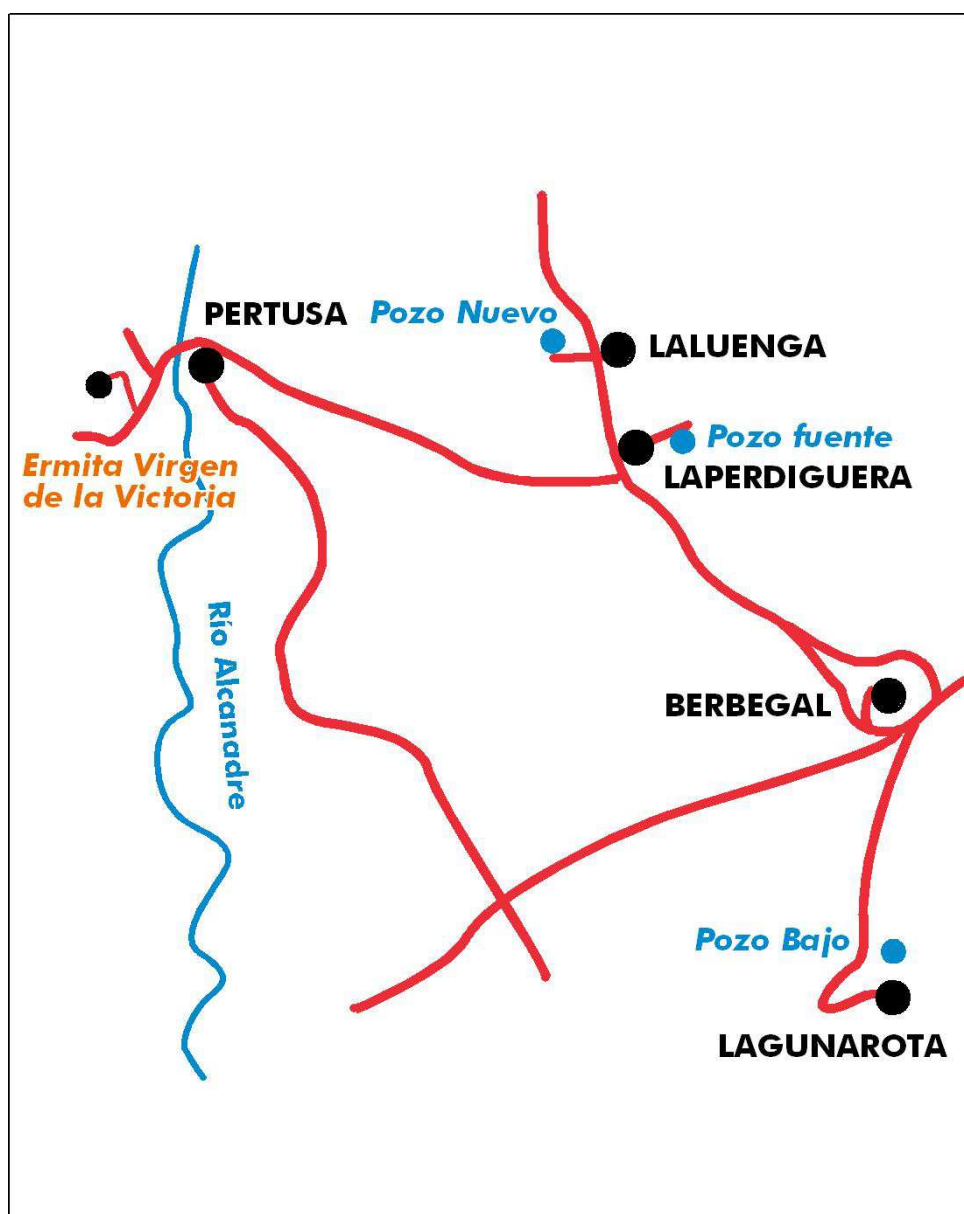 PERTUSA
Pozo Nuevo
LALUENGA
Pozo fuente
LAPERDIGUERA
Ermita Virgen
de la Victoria
Río Alcanadre
BERBEGAL
Pozo Bajo
LAGUNAROTA